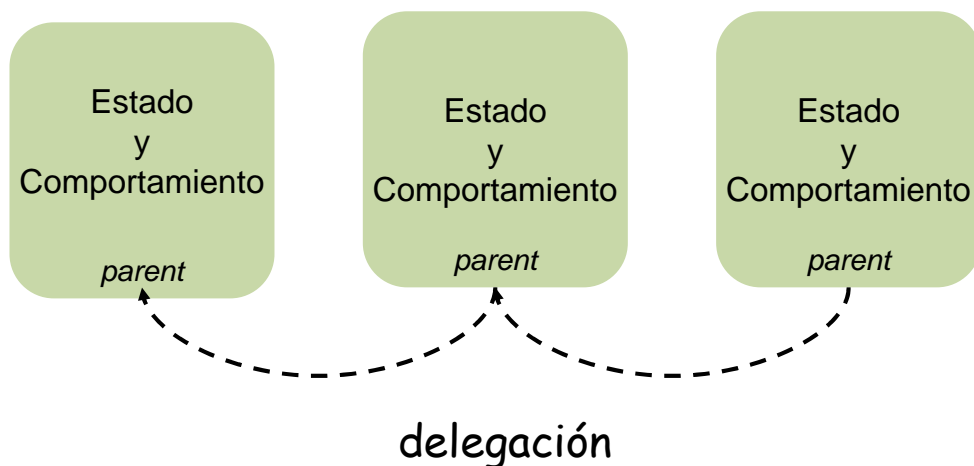 Estado
y
Comportamiento
parent
Estado
y
Comportamiento
parent
Estado
y
Comportamiento
parent
delegación